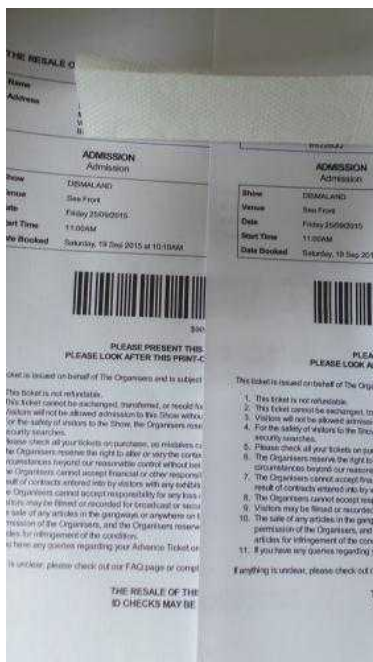 THE RESALE O
Name
Address
ADMISSION
Admission
Show DISMALAND
Venue Sea Front
Date Friday 25/09/2015
Start Time 11:00AM
Date Booked Saturday, 19 Sep 2015 at 10:19AM
PLEASE PRESENT THIS
PLEASE LOOK AFTER THIS PRINT-O
ticket is issued on behalf of The Organisers and is subject
This ticket is not refundable.
This ticket cannot be exchanged, transferred, or resold for
Visitors will not be allowed admission to this Show withou
For the safety of visitors to the Show, the Organisers rese
security searches.
Please check all your tickets on purchase, as mistakes ca
The Organisers reserve the right to alter or vary the conte
circumstances beyond our reasonable control without bei
The Organisers cannot accept financial or other responsi
result of contracts entered into by visitors with any exhibito
The Organisers cannot accept responsibility for any loss o
Visitors may be filmed or recorded for broadcast or secur
sale of any articles in the gangways or anywhere on t
permission of the Organisers, and the Organisers reserve
articles for infringement of the condition.
you have any queries regarding your Advance Ticket or
is unclear, please check out our FAQ page or compl
THE RESALE OF THI
ID CHECKS MAY BE
ADMISSION
Admission
Show DISMALAND
Venue Sea Front
Date Friday 25/09/2015
Start Time 11:00AM
Date Booked Saturday, 19 Sep 201
PLEA
PLEASE LOOK A
This ticket is issued on behalf of The Orga
1. This ticket is not refundable.
2. This ticket cannot be exchanged, tr
3. Visitors will not be allowed admissi
4. For the safety of visitors to the Show
security searches.
5. Please check all your tickets on pur
6. The Organisers reserve the right to
circumstances beyond our reasona
7. The Organisers cannot accept fina
result of contracts entered into by v
8. The Organisers cannot accept resp
9. Visitors may be filmed or recorded
10. The sale of any articles in the gang
permission of the Organisers, and
articles for infringement of the cond
11. If you have any queries regarding y
If anything is unclear, please check out o